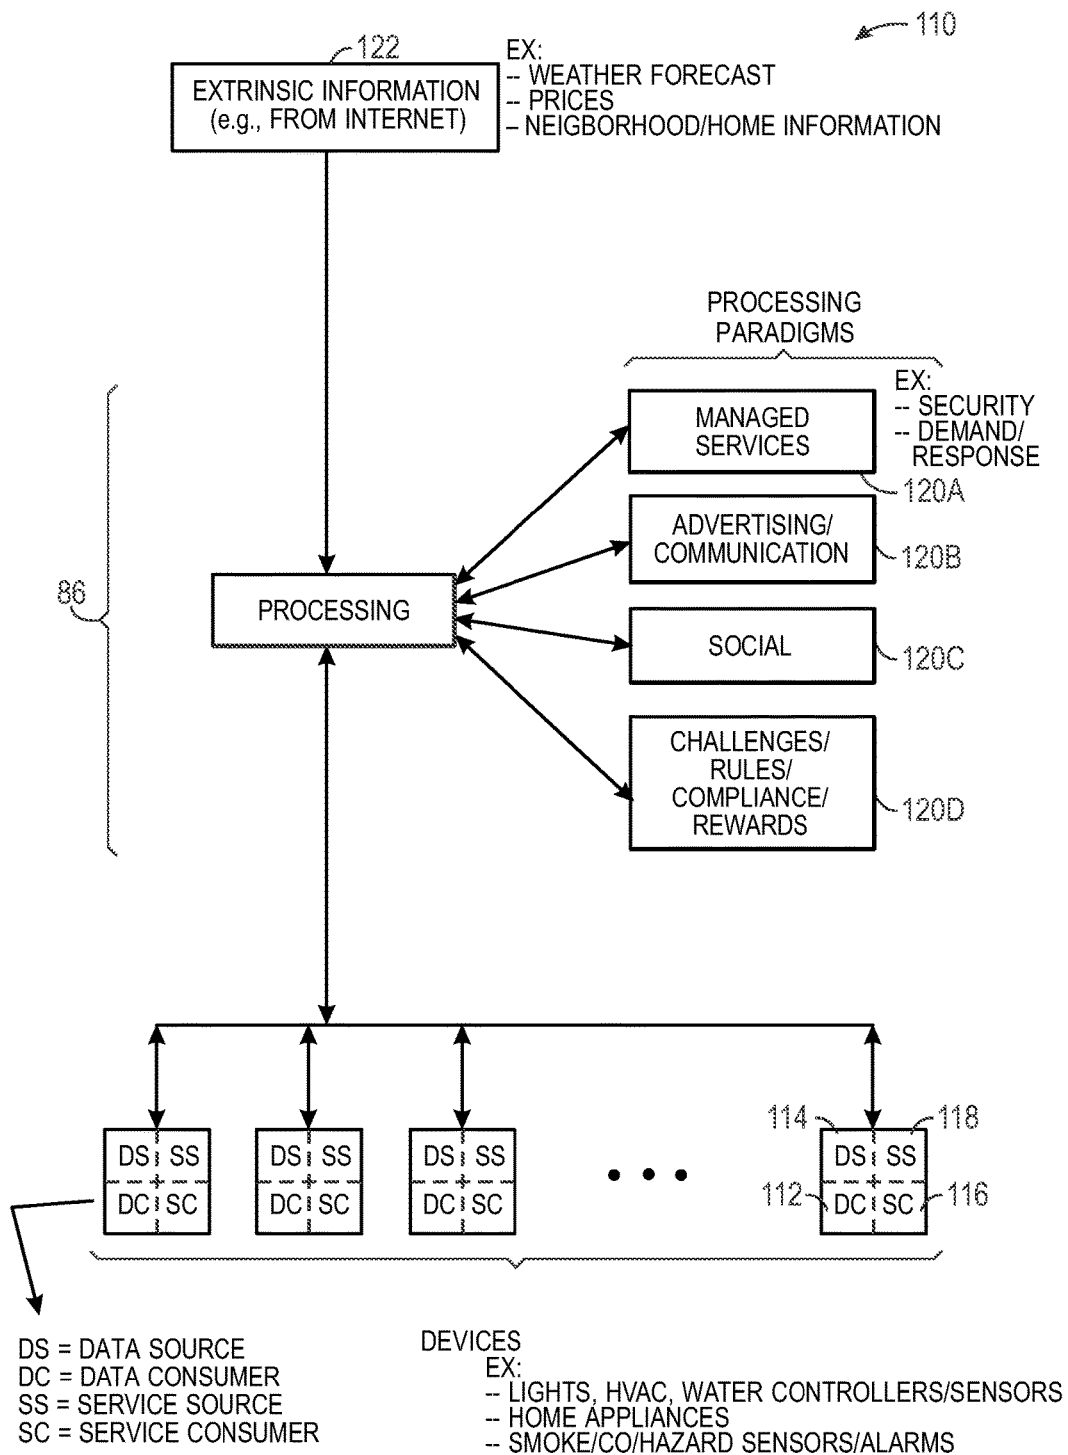 110
122
EXTRINSIC INFORMATION
(e.g., FROM INTERNET)
EX:
-- WEATHER FORECAST
-- PRICES
– NEIGBORHOOD/HOME INFORMATION
PROCESSING
PARADIGMS
MANAGED
SERVICES
EX:
-- SECURITY
-- DEMAND/
RESPONSE
120A
ADVERTISING/
COMMUNICATION
120B
86
PROCESSING
SOCIAL
120C
CHALLENGES/
RULES/
COMPLIANCE/
REWARDS
120D
114
118
DS SS
DC SC
DS SS
DC SC
DS SS
DC SC
DS SS
DC SC
112
116
DS = DATA SOURCE
DC = DATA CONSUMER
SS = SERVICE SOURCE
SC = SERVICE CONSUMER
DEVICES
EX:
-- LIGHTS, HVAC, WATER CONTROLLERS/SENSORS
-- HOME APPLIANCES
-- SMOKE/CO/HAZARD SENSORS/ALARMS